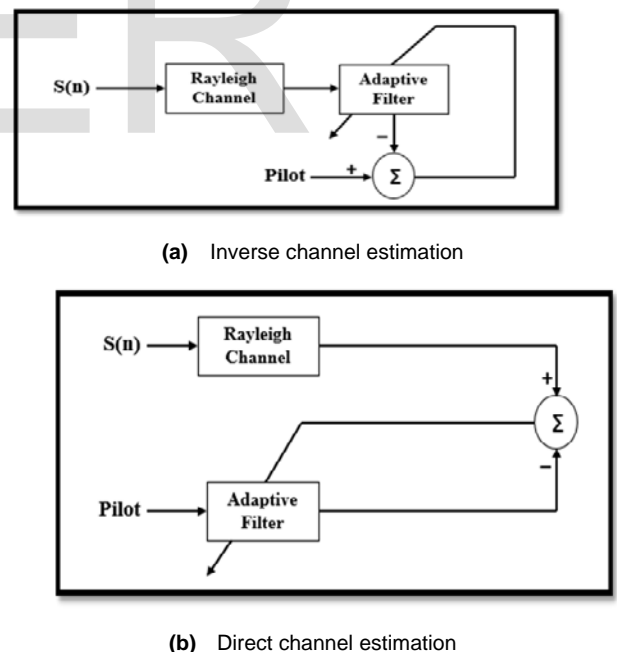 S(n)
Rayleigh
Channel
Adaptive
Filter
−
Pilot
+
Σ
(a) Inverse channel estimation
S(n)
Rayleigh
Channel
+
Σ
−
Pilot
Adaptive
Filter
(b) Direct channel estimation